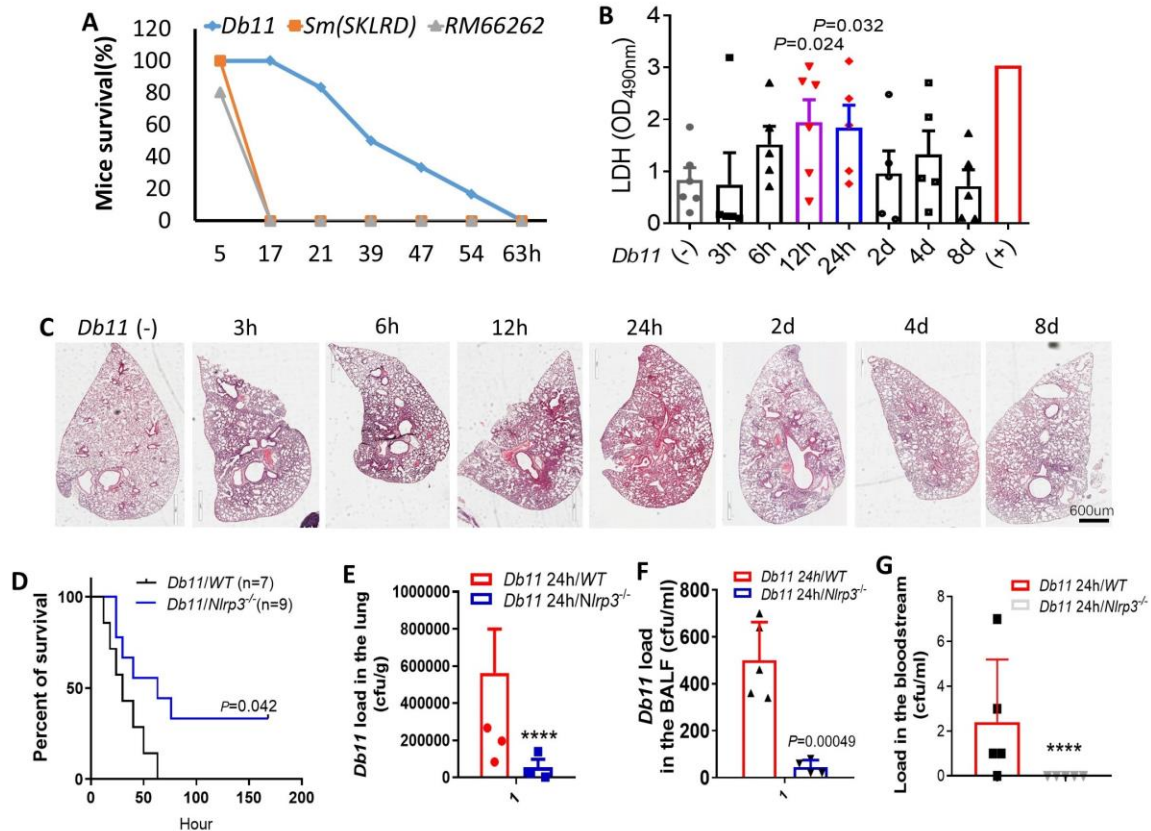 A
Db11 Sm(SKLRD) RM66262
Mice survival(%)
120
100
80
60
40
20
0
5 17 21 39 47 54 63h
B
P=0.032
P=0.024
LDH (OD490nm)
4
3
2
1
0
Db11 (-) 3h 6h 12h 24h 2d 4d 8d (+)
C Db11 (-) 3h 6h 12h 24h 2d 4d 8d
600um
D
Db11/WT (n=7)
Db11/Nlrp3-/-(n=9)
Percent of survival
100
50
0
P=0.042
0 50 100 150 200
Hour
E
Db11 24h/WT
Db11 24h/Nlrp3-/-
Db11 load in the lung
(cfu/g)
1000000
800000
600000
400000
200000
0
****
1
F
Db11 24h/WT
Db11 24h/Nlrp3-/-
Db11 load
in the BALF (cfu/ml)
800
600
400
200
0
P=0.00049
1
G
Db11 24h/WT
Db11 24h/Nlrp3-/-
Load in the bloodstream
(cfu/ml)
8
6
4
2
0
****